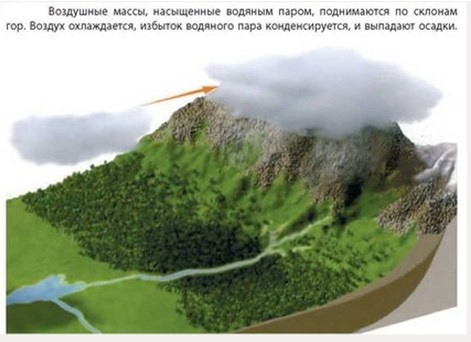 Воздушные массы, насыщенные водяным паром, поднимаются по склонам
гор. Воздух охлаждается, избыток водяного пара конденсируется, и выпадают осадки.